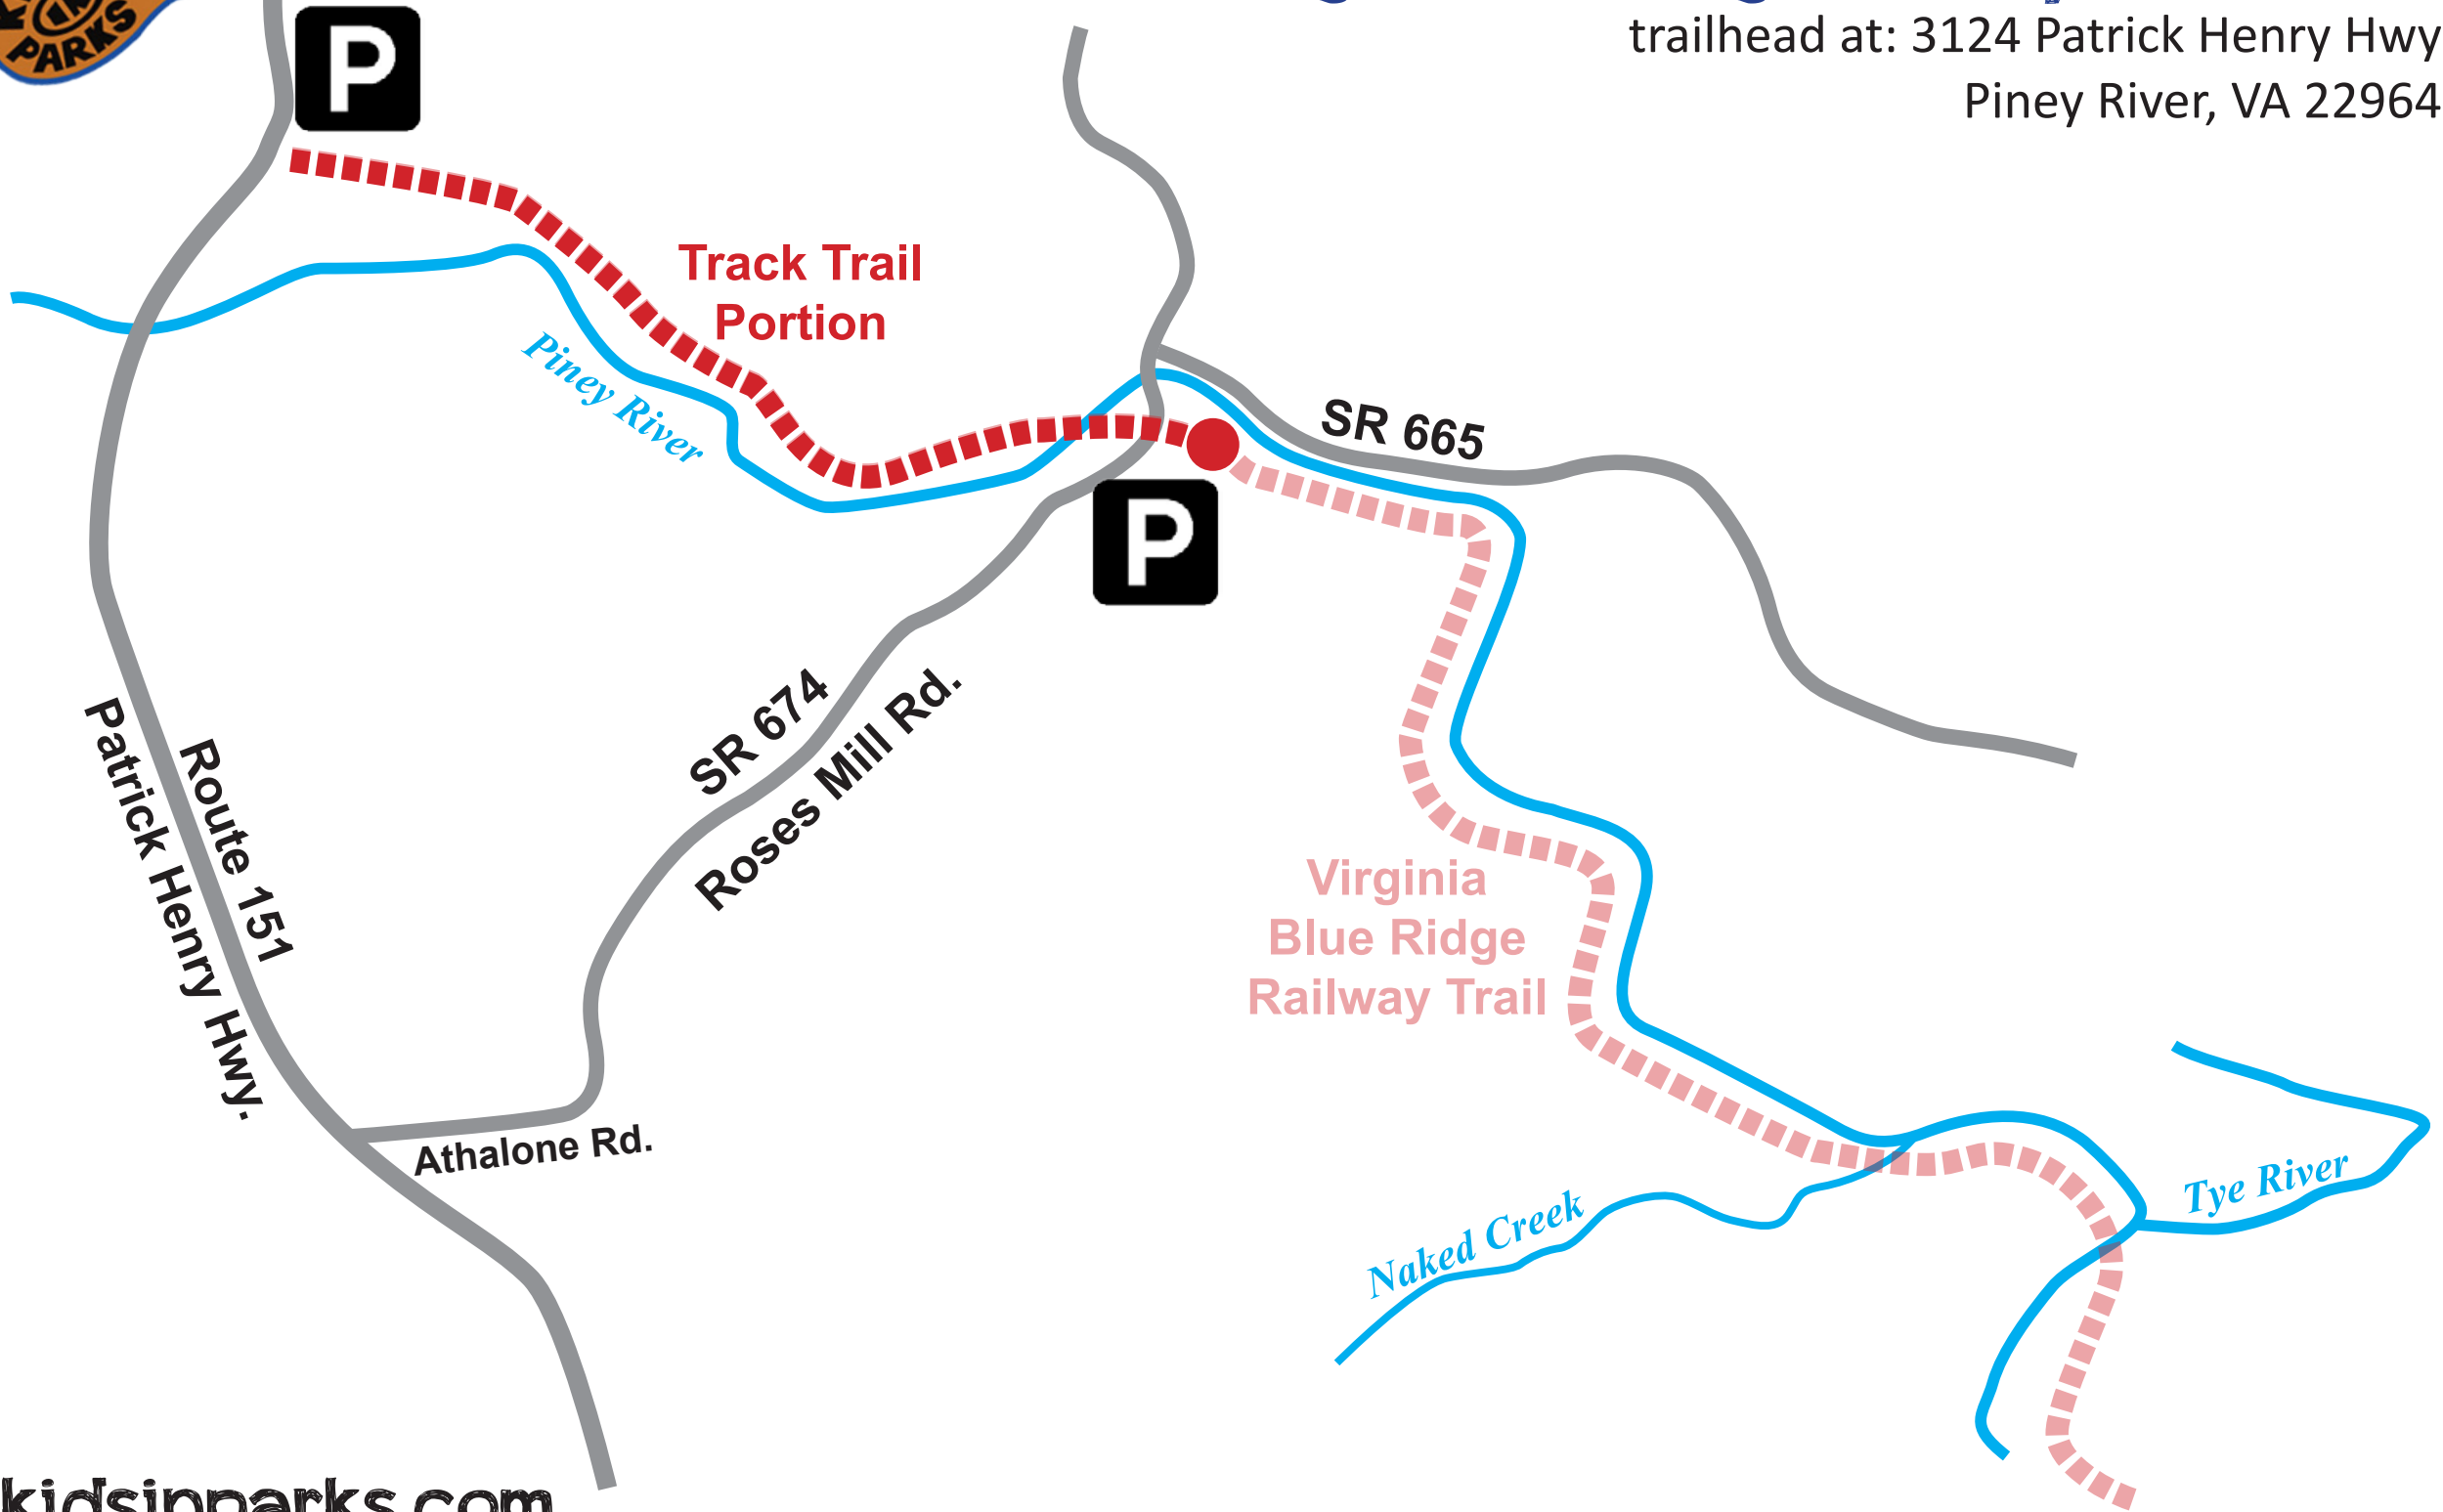 IN
PARKS
P
trailhead at: 3124 Patrick Henry Hwy
Piney River, VA 22964
Track Trail
Portion
Piney River
SR 665
P
SR 674
Roses Mill Rd.
Route 151
Patrick Henry Hwy.
Virginia
Blue Ridge
Railway Trail
Athalone Rd.
Tye River
Naked Creek
kidsinparks.com